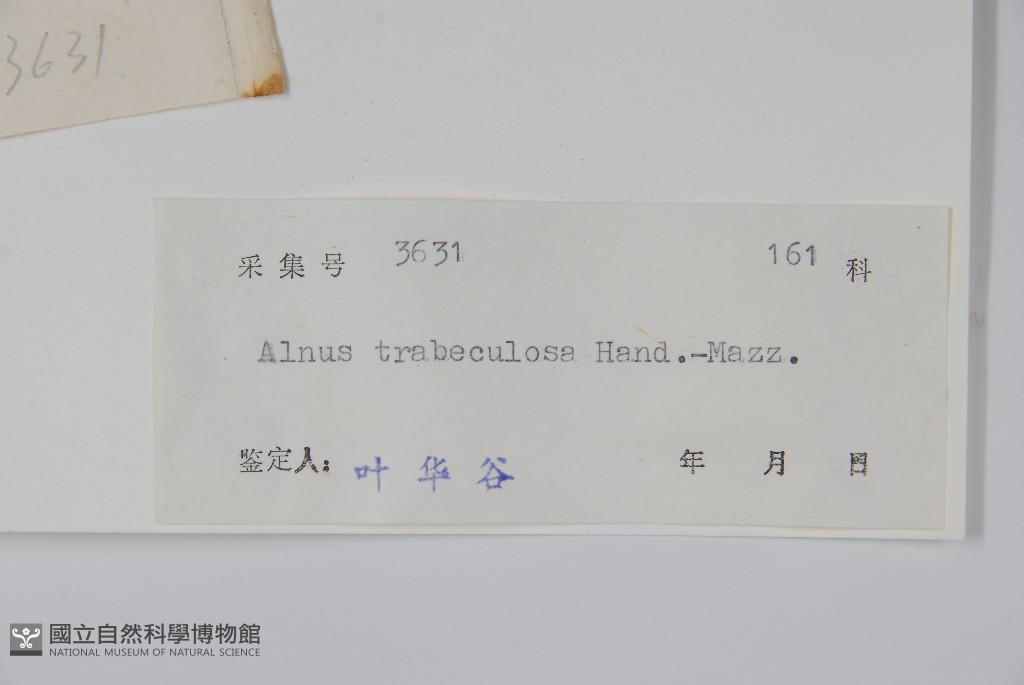 3631
采集号 3631 161 科
Alnus trabeculosa Hand.-Mazz.
鉴定人: 叶华谷 年 月 日
國立自然科學博物館
NATIONAL MUSEUM OF NATURAL SCIENCE